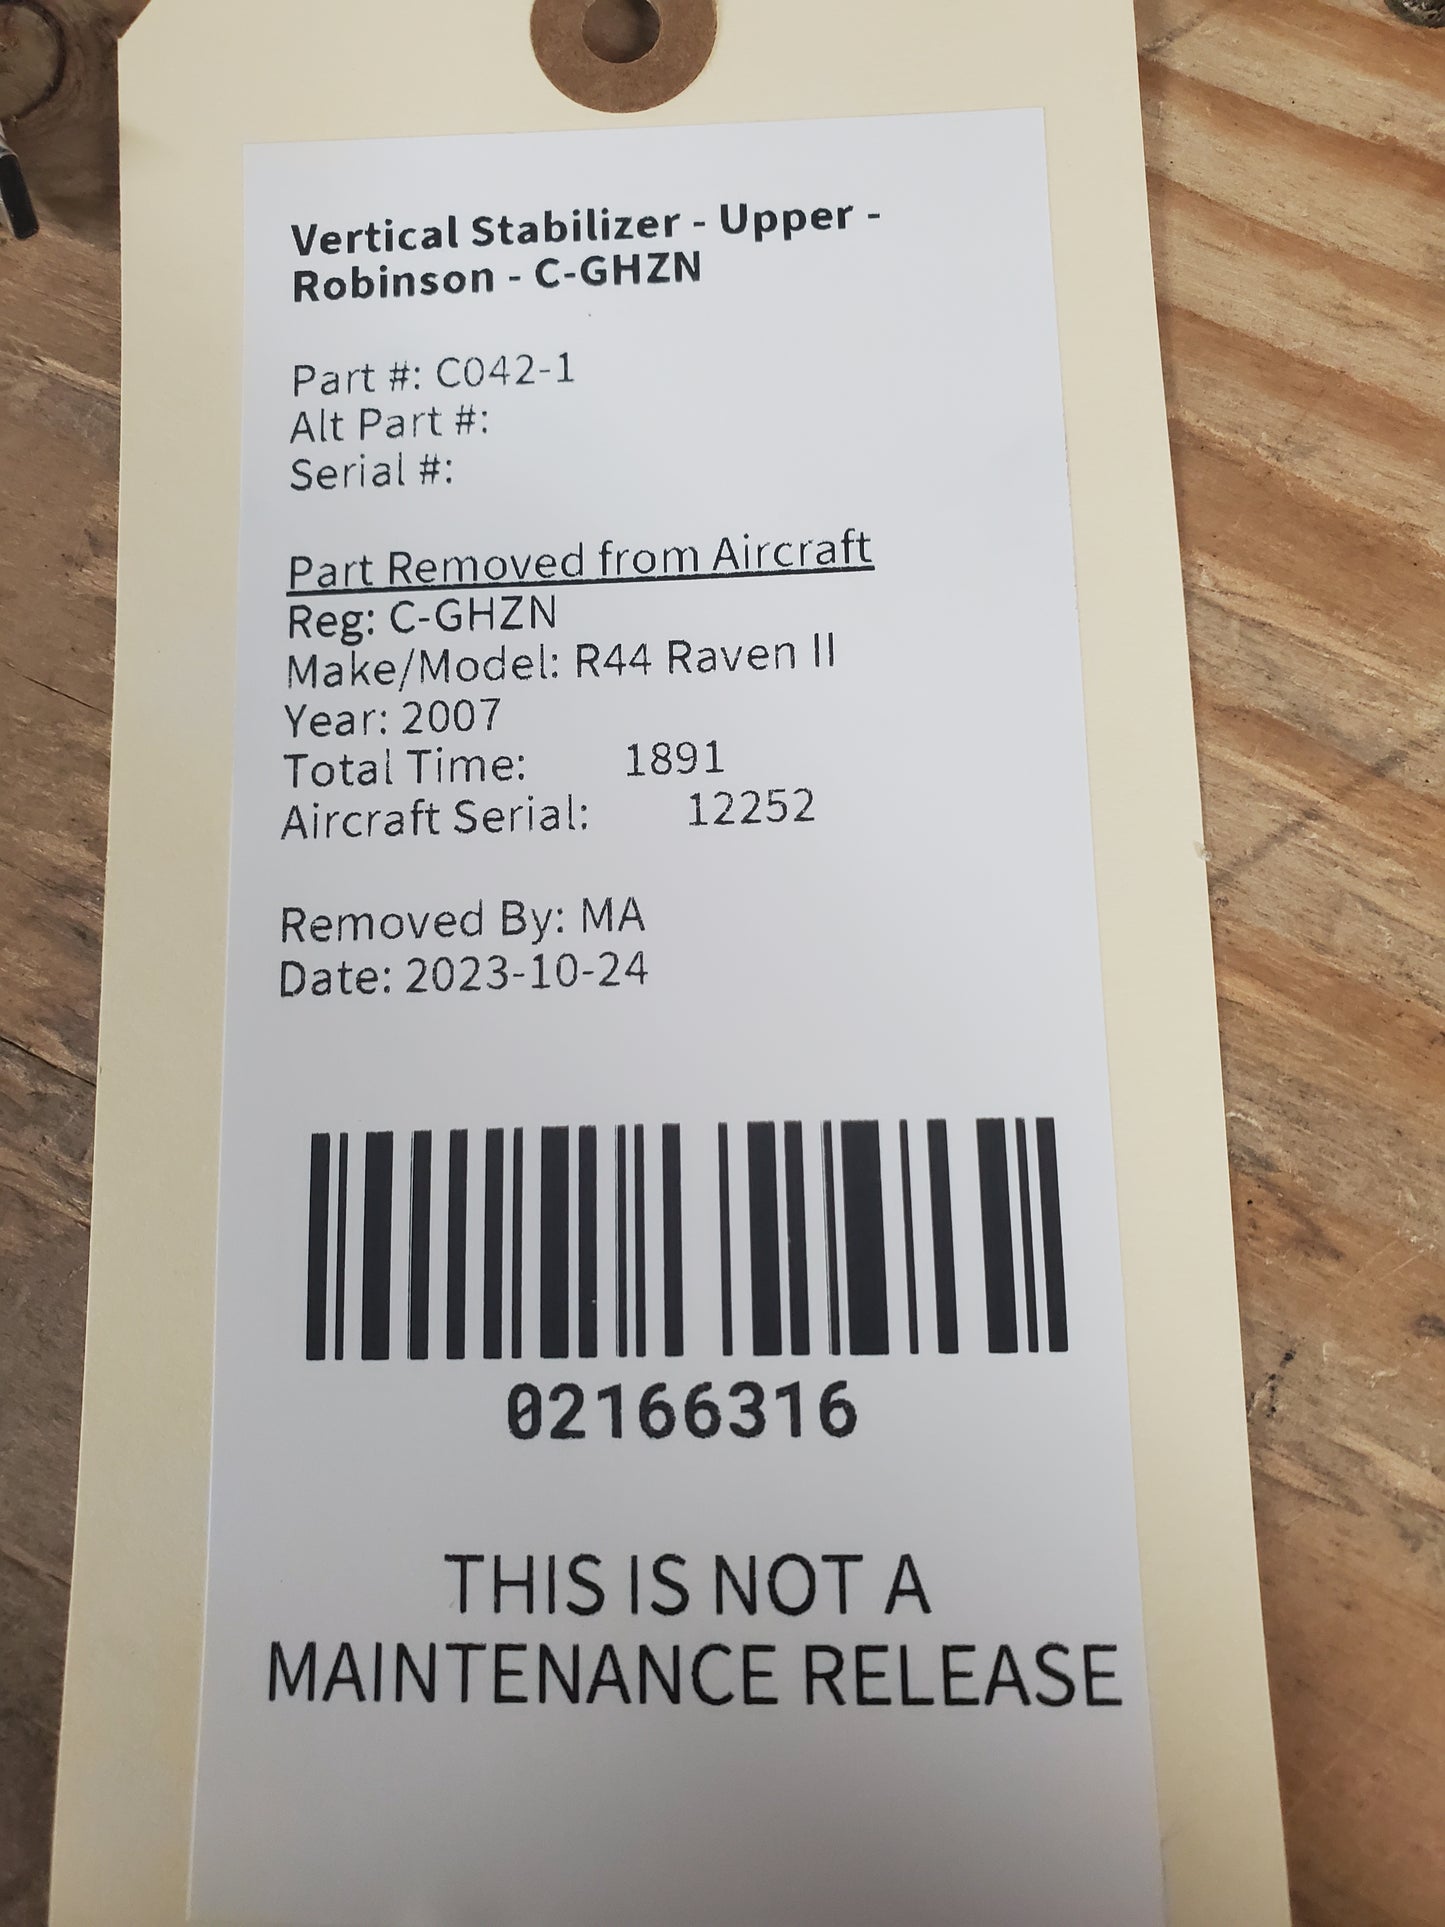 Vertical Stabilizer - Upper -
Robinson - C-GHZN
Part #: C042-1
Alt Part #:
Serial #:
Part Removed from Aircraft
Reg: C-GHZN
Make/Model: R44 Raven II
Year: 2007
Total Time: 1891
Aircraft Serial: 12252
Removed By: MA
Date: 2023-10-24
02166316
THIS IS NOT A
MAINTENANCE RELEASE